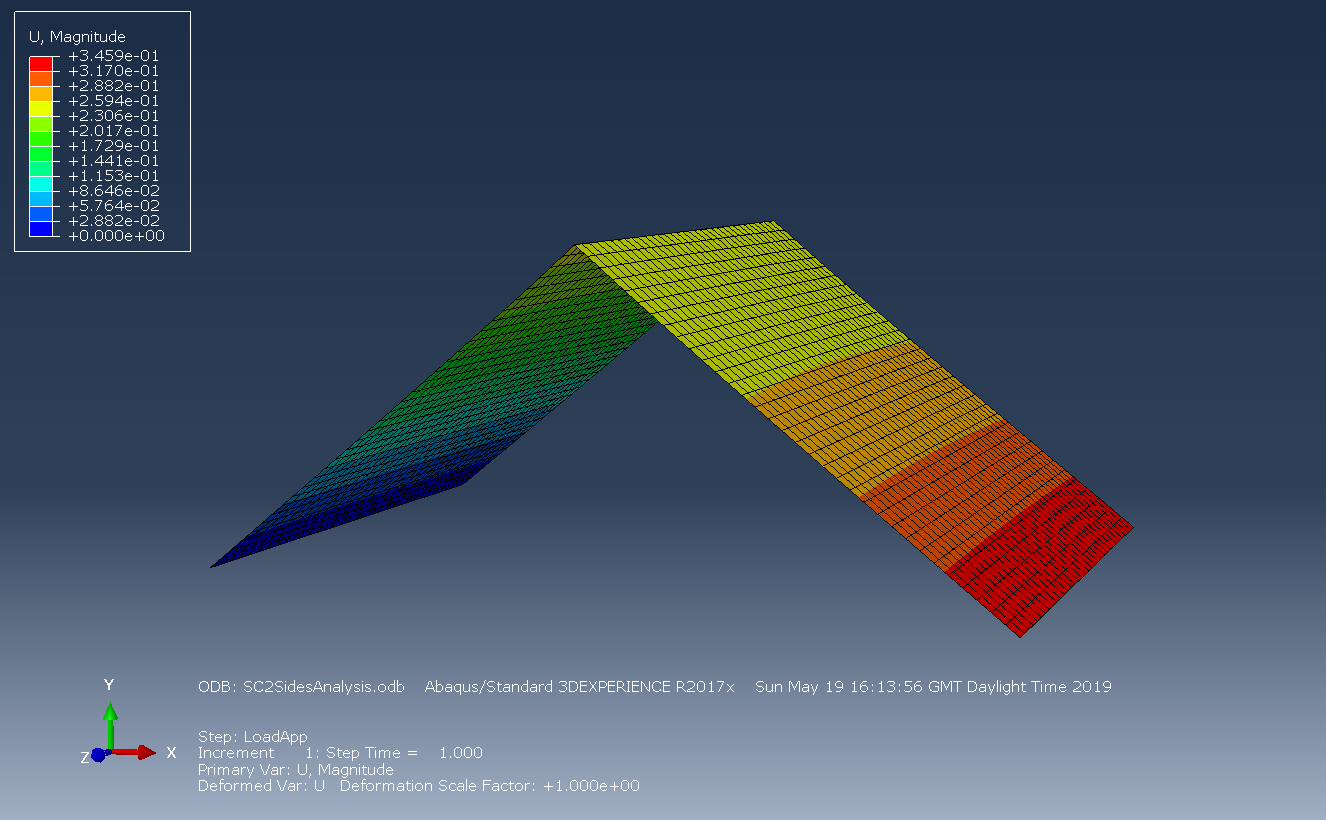 U, Magnitude
+3.459e-01
+3.170e-01
+2.882e-01
+2.594e-01
+2.306e-01
+2.017e-01
+1.729e-01
+1.441e-01
+1.153e-01
+8.646e-02
+5.764e-02
+2.882e-02
+0.000e+00
Y
Z
X
ODB: SC2SidesAnalysis.odb Abaqus/Standard 3DEXPERIENCE R2017x Sun May 19 16:13:56 GMT Daylight Time 2019
Step: LoadApp
Increment 1: Step Time = 1.000
Primary Var: U, Magnitude
Deformed Var: U Deformation Scale Factor: +1.000e+00